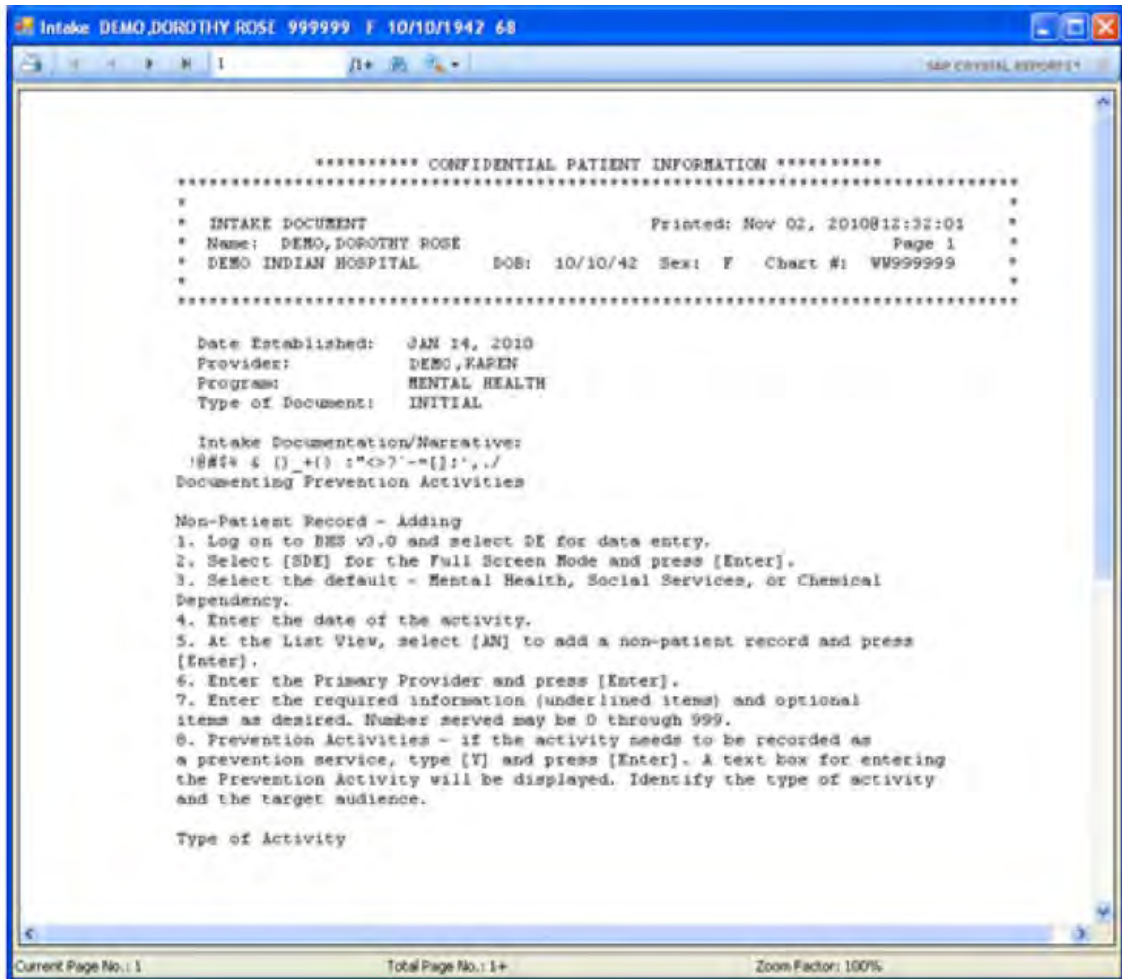 Intake DEMO,DOROTHY ROSE 999999 F 10/10/1942 68
1 /1+ SAP CRYSTAL REPORTS
********** CONFIDENTIAL PATIENT INFORMATION **********
* INTAKE DOCUMENT Printed: Nov 02, 2010@12:32:01 *
* Name: DEMO,DOROTHY ROSE Page 1 *
* DEMO INDIAN HOSPITAL DOB: 10/10/42 Sex: F Chart #: WW999999 *
Date Established: JAN 14, 2010
Provider: DEMO,KAREN
Program: MENTAL HEALTH
Type of Document: INITIAL
Intake Documentation/Narrative:
Documenting Prevention Activities
Non-Patient Record - Adding
1. Log on to BHS v3.0 and select DE for data entry.
2. Select [SDE] for the Full Screen Mode and press [Enter].
3. Select the default - Mental Health, Social Services, or Chemical
Dependency.
4. Enter the date of the activity.
5. At the List View, select [AN] to add a non-patient record and press
[Enter].
6. Enter the Primary Provider and press [Enter].
7. Enter the required information (underlined items) and optional
items as desired. Number served may be 0 through 999.
8. Prevention Activities - if the activity needs to be recorded as
a prevention service, type [Y] and press [Enter]. A text box for entering
the Prevention Activity will be displayed. Identify the type of activity
and the target audience.
Type of Activity
Current Page No.: 1 Total Page No.: 1+ Zoom Factor: 100%